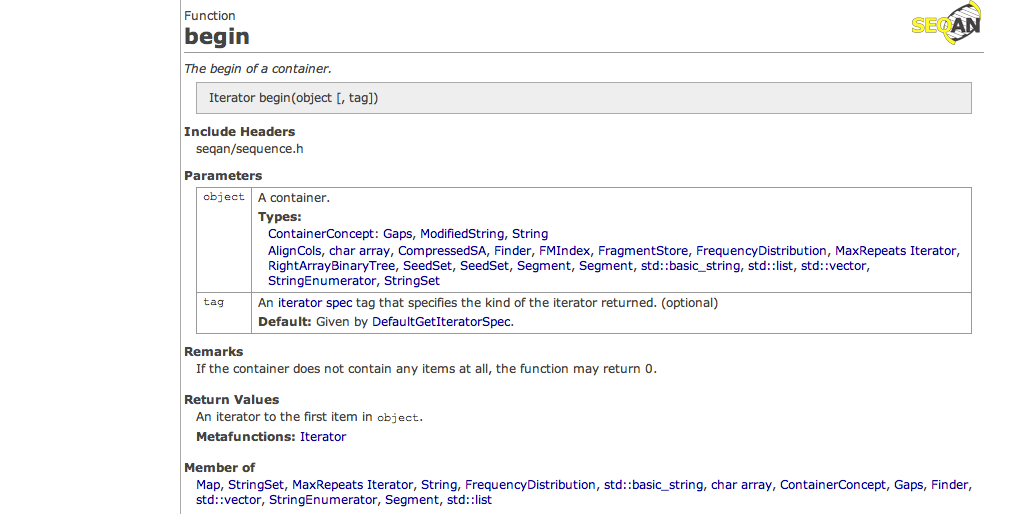 Function
SEQAN
begin
The begin of a container.
Iterator begin(object [, tag])
Include Headers
seqan/sequence.h
Parameters
object A container.
Types:
ContainerConcept: Gaps, ModifiedString, String
AlignCols, char array, CompressedSA, Finder, FMIndex, FragmentStore, FrequencyDistribution, MaxRepeats Iterator,
RightArrayBinaryTree, SeedSet, SeedSet, Segment, Segment, std::basic_string, std::list, std::vector,
StringEnumerator, StringSet
tag An iterator spec tag that specifies the kind of the iterator returned. (optional)
Default: Given by DefaultGetIteratorSpec.
Remarks
If the container does not contain any items at all, the function may return 0.
Return Values
An iterator to the first item in object.
Metafunctions: Iterator
Member of
Map, StringSet, MaxRepeats Iterator, String, FrequencyDistribution, std::basic_string, char array, ContainerConcept, Gaps, Finder,
std::vector, StringEnumerator, Segment, std::list